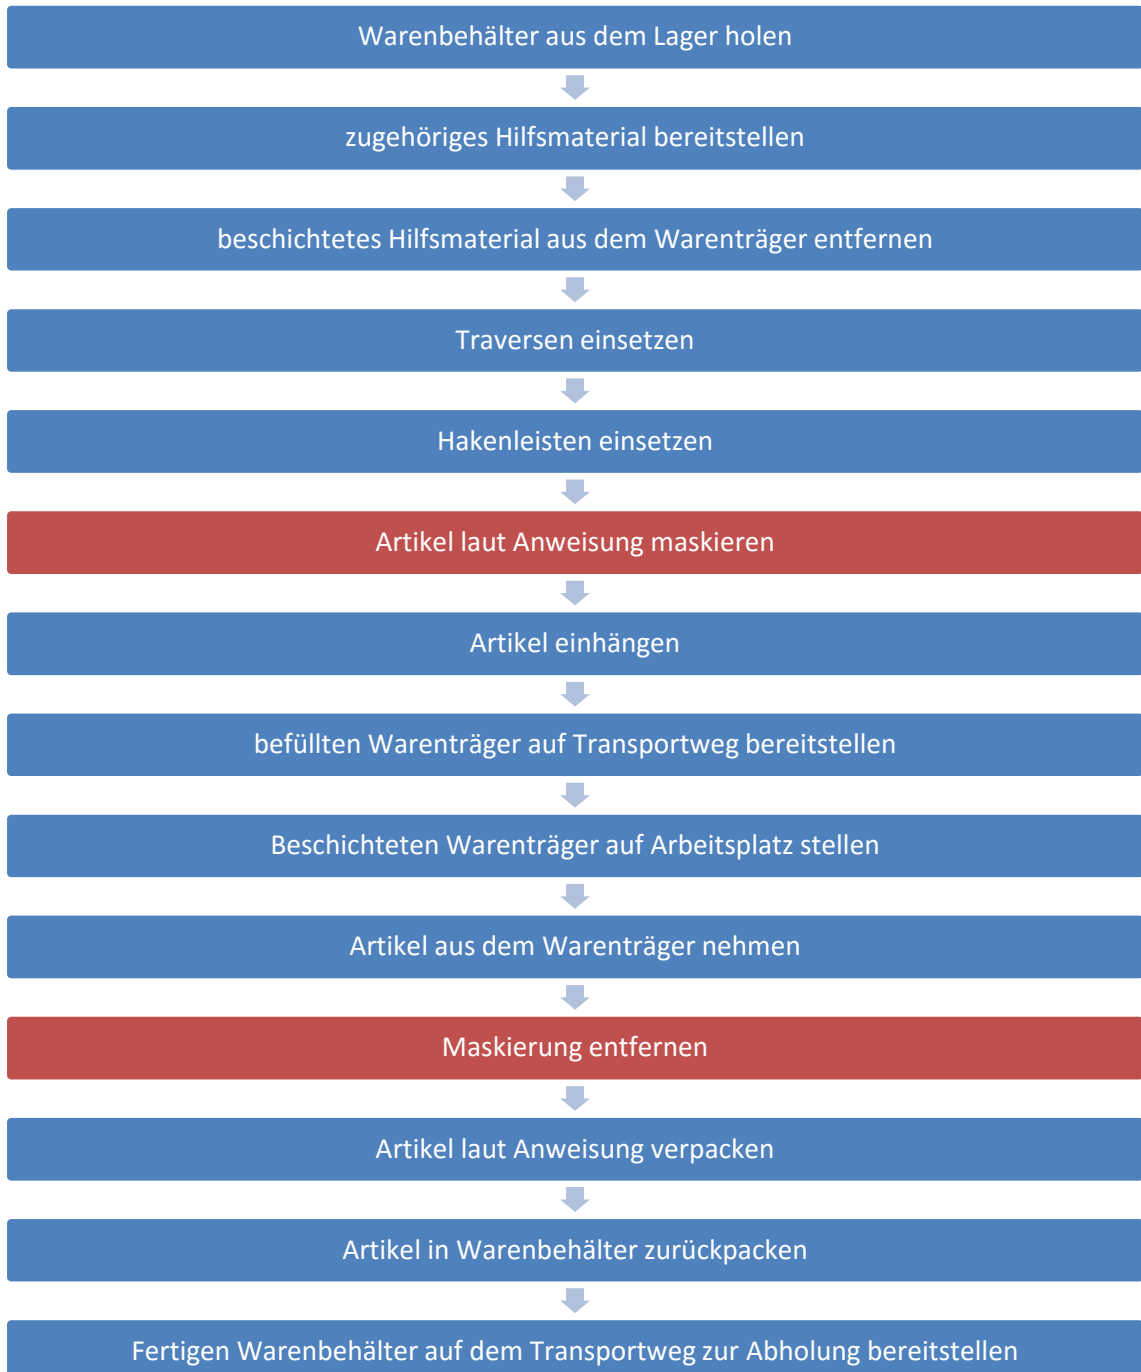 Warenbehälter aus dem Lager holen
zugehöriges Hilfsmaterial bereitstellen
beschichtetes Hilfsmaterial aus dem Warenträger entfernen
Traversen einsetzen
Hakenleisten einsetzen
Artikel laut Anweisung maskieren
Artikel einhängen
befüllten Warenträger auf Transportweg bereitstellen
Beschichteten Warenträger auf Arbeitsplatz stellen
Artikel aus dem Warenträger nehmen
Maskierung entfernen
Artikel laut Anweisung verpacken
Artikel in Warenbehälter zurückpacken
Fertigen Warenbehälter auf dem Transportweg zur Abholung bereitstellen